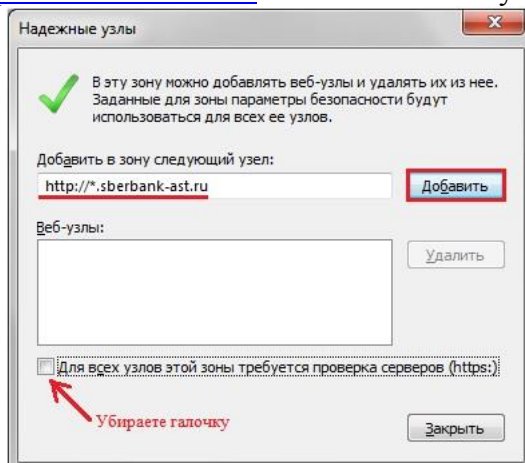 Надежные узлы
В эту зону можно добавлять веб-узлы и удалять их из нее.
Заданные для зоны параметры безопасности будут
использоваться для всех ее узлов.
Добавить в зону следующий узел:
http://*.sberbank-ast.ru
Добавить
Веб-узлы:
Удалить
Для всех узлов этой зоны требуется проверка серверов (https:)
Убираете галочку
Закрыть